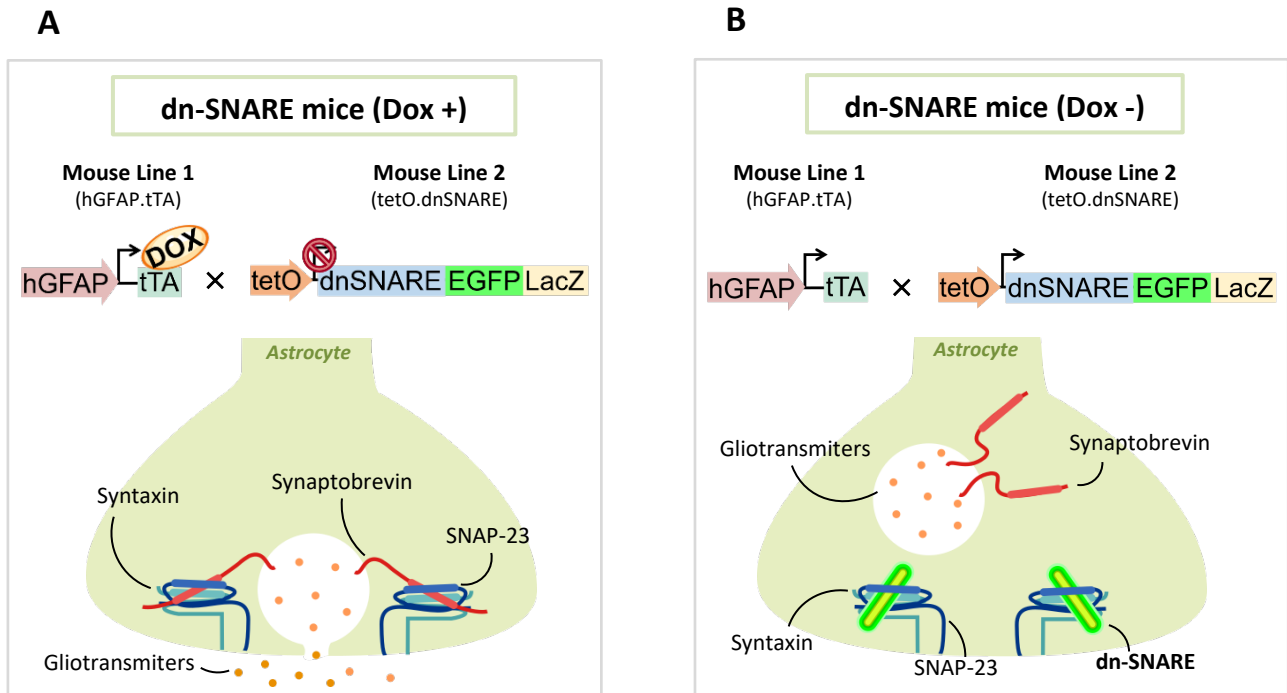 A
dn-SNARE mice (Dox +)
Mouse Line 1
(hGFAP.tTA)
Mouse Line 2
(tetO.dnSNARE)
DOX
hGFAP tTA × tetO dnSNARE EGFP LacZ
Astrocyte
Syntaxin
Synaptobrevin
SNAP-23
Gliotransmiters
B
dn-SNARE mice (Dox -)
Mouse Line 1
(hGFAP.tTA)
Mouse Line 2
(tetO.dnSNARE)
hGFAP tTA × tetO dnSNARE EGFP LacZ
Astrocyte
Gliotransmiters
Synaptobrevin
Syntaxin
SNAP-23
dn-SNARE